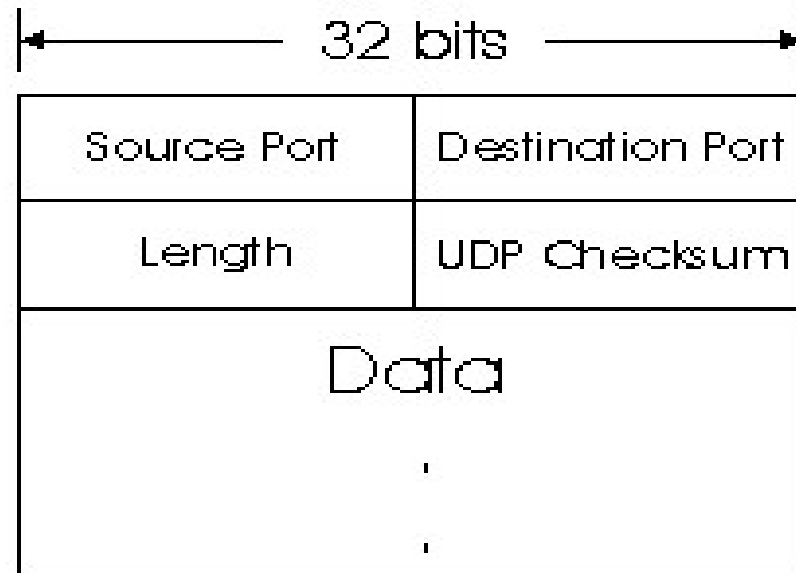 32 bits
Source Port Destination Port
Length UDP Checksum
Data